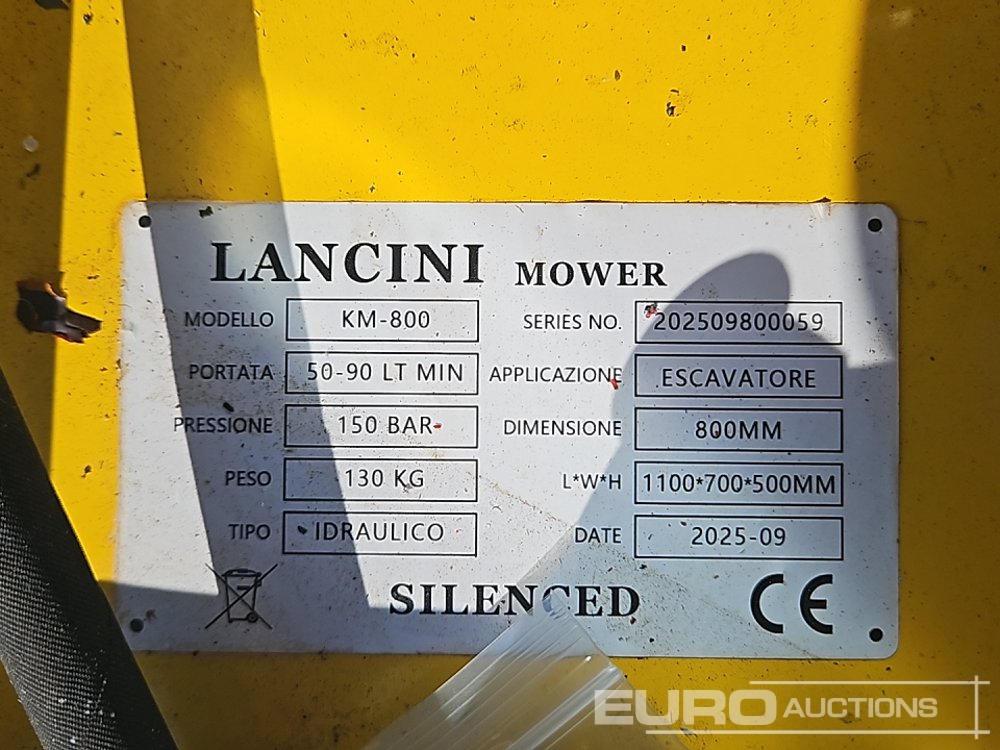 LANCINI MOWER
MODELLO KM-800 SERIES NO. 202509800059
PORTATA 50-90 LT MIN APPLICAZIONE ESCAVATORE
PRESSIONE 150 BAR DIMENSIONE 800MM
PESO 130 KG L*W*H 1100*700*500MM
TIPO IDRAULICO DATE 2025-09
SILENCED CE
EURO AUCTIONS